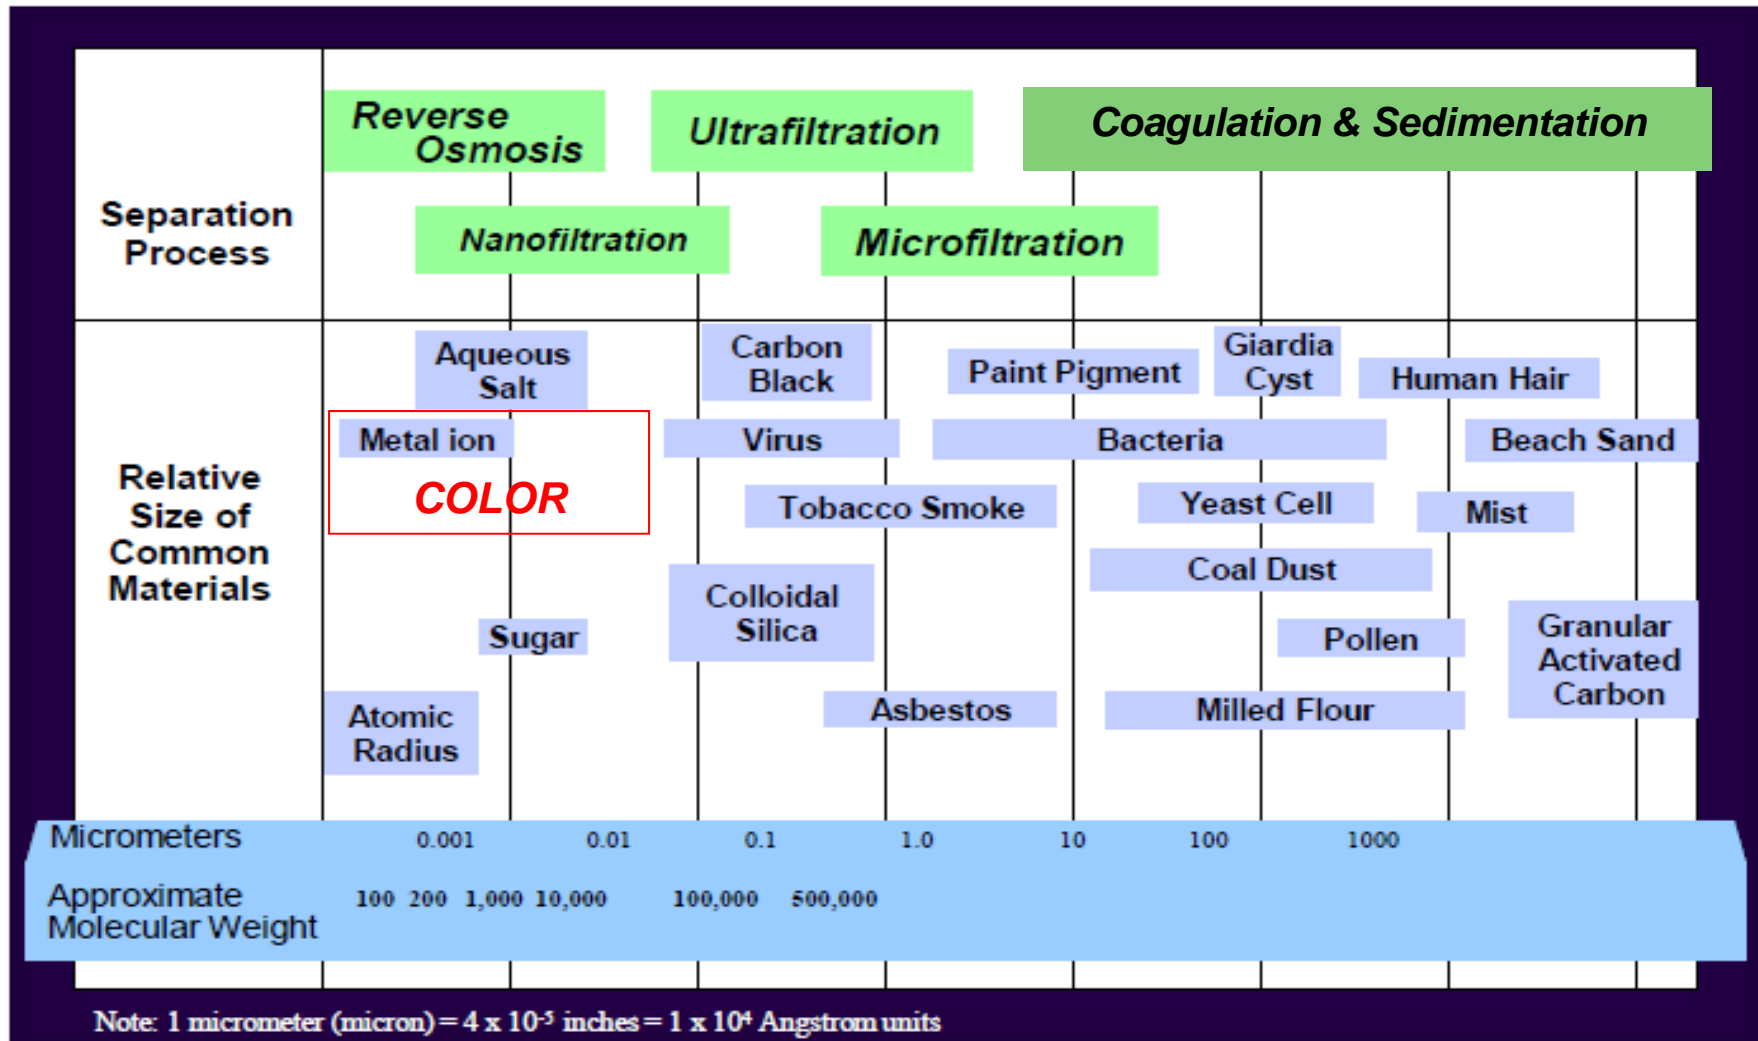 Reverse
Osmosis
Ultrafiltration
Coagulation & Sedimentation
Separation
Process
Nanofiltration
Microfiltration
Aqueous
Salt
Carbon
Black
Paint Pigment
Giardia
Cyst
Human Hair
Metal ion
Virus
Bacteria
Beach Sand
Relative
Size of
Common
Materials
COLOR
Tobacco Smoke
Yeast Cell
Mist
Coal Dust
Colloidal
Silica
Sugar
Pollen
Granular
Activated
Carbon
Atomic
Radius
Asbestos
Milled Flour
Micrometers 0.001 0.01 0.1 1.0 10 100 1000
Approximate
Molecular Weight
100 200 1,000 10,000 100,000 500,000
Note: 1 micrometer (micron) = 4 x 10⁻⁵ inches = 1 x 10⁴ Angstrom units